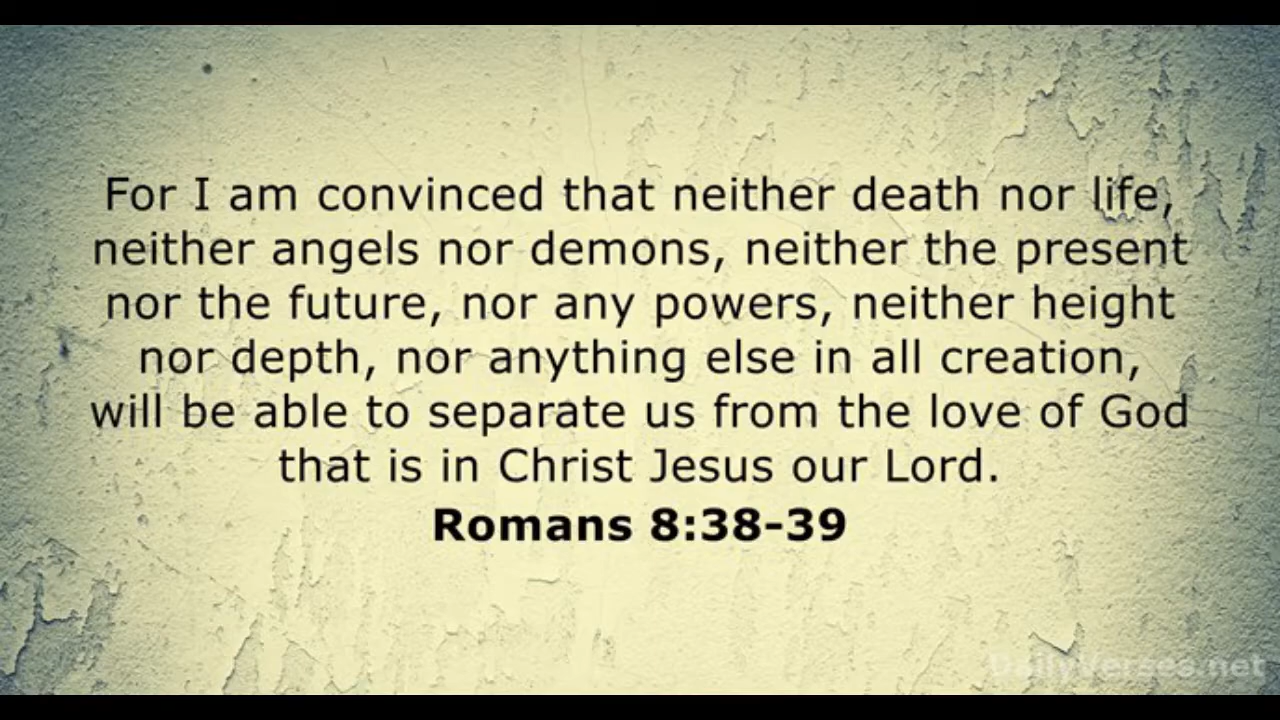 For I am convinced that neither death nor life,
neither angels nor demons, neither the present
nor the future, nor any powers, neither height
nor depth, nor anything else in all creation,
will be able to separate us from the love of God
that is in Christ Jesus our Lord.
Romans 8:38-39
DailyVerses.net